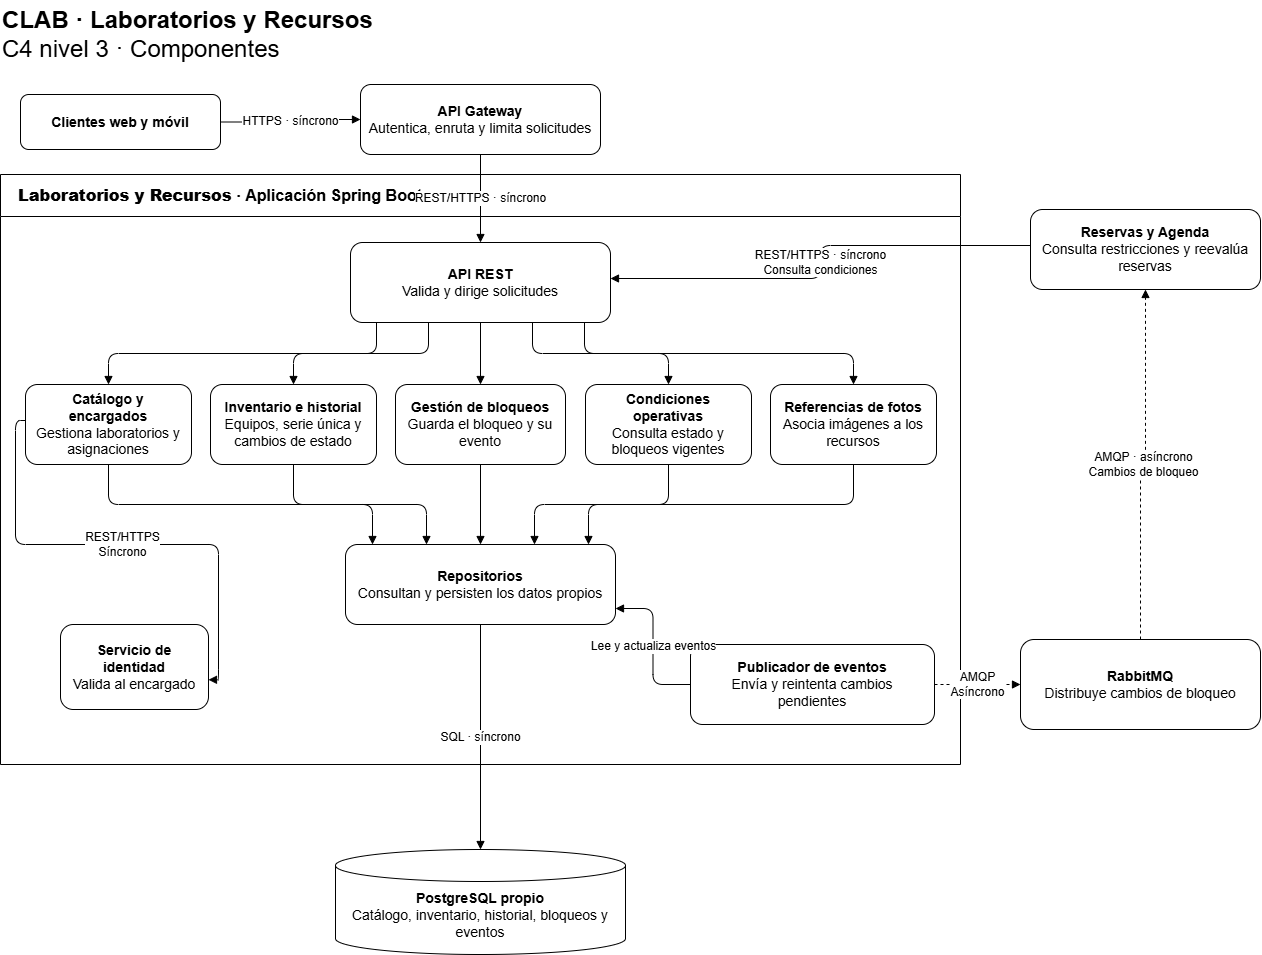 CLAB · Laboratorios y Recursos
C4 nivel 3 · Componentes
Clientes web y móvil
HTTPS · síncrono
API Gateway
Autentica, enruta y limita solicitudes
Laboratorios y Recursos · Aplicación Spring
REST/HTTPS · síncrono
API REST
Valida y dirige solicitudes
REST/HTTPS · síncrono
Consulta condiciones
Reservas y Agenda
Consulta restricciones y reevalúa
reservas
Catálogo y
encargados
Gestiona laboratorios y
asignaciones
Inventario e historial
Equipos, serie única y
cambios de estado
Gestión de bloqueos
Guarda el bloqueo y su
evento
Condiciones
operativas
Consulta estado y
bloqueos vigentes
Referencias de fotos
Asocia imágenes a los
recursos
AMQP · asíncrono
Cambios de bloqueo
REST/HTTPS
Síncrono
Repositorios
Consultan y persisten los datos propios
Servicio de
identidad
Valida al encargado
Lee y actualiza eventos
Publicador de eventos
Envía y reintenta cambios
pendientes
AMQP
Asíncrono
RabbitMQ
Distribuye cambios de bloqueo
SQL · síncrono
PostgreSQL propio
Catálogo, inventario, historial, bloqueos y
eventos